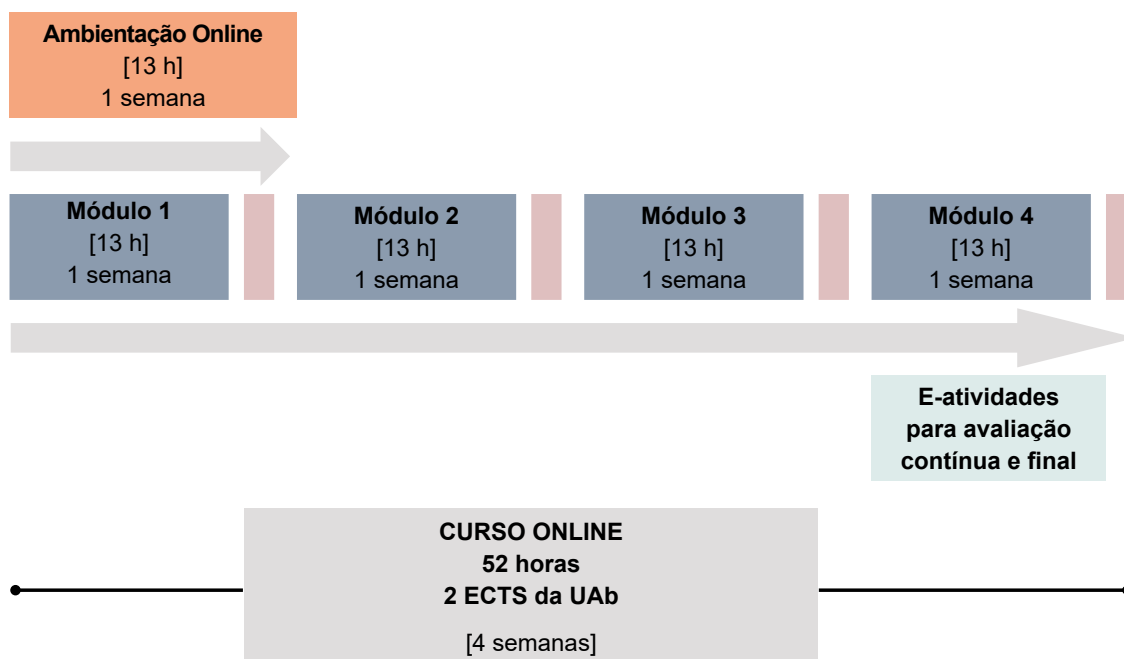 Ambientação Online
[13 h]
1 semana
Módulo 1
[13 h]
1 semana
Módulo 2
[13 h]
1 semana
Módulo 3
[13 h]
1 semana
Módulo 4
[13 h]
1 semana
E-atividades
para avaliação
contínua e final
CURSO ONLINE
52 horas
2 ECTS da UAb
[4 semanas]